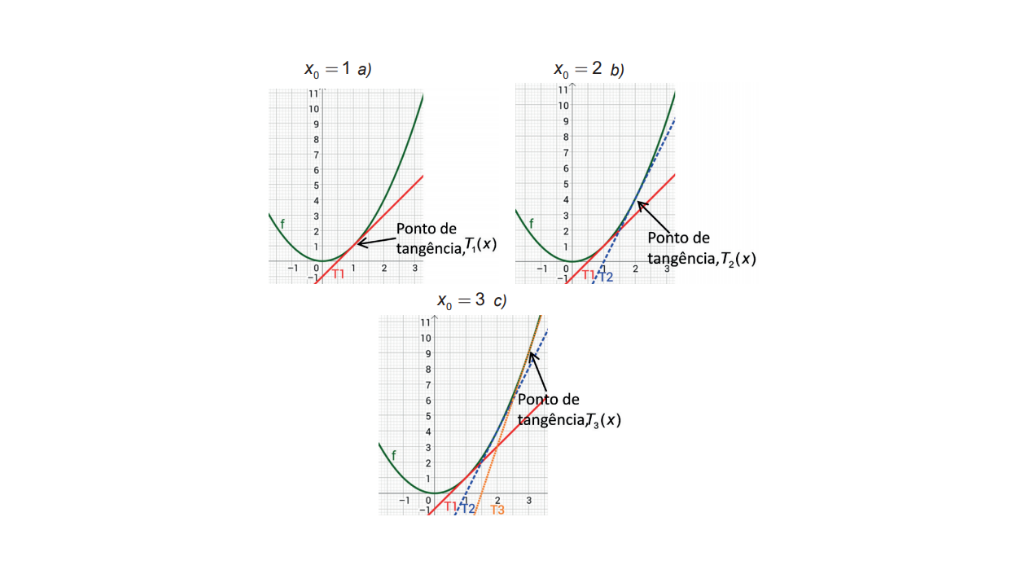 x₀ = 1 a)
11
10
9
8
7
6
5
4
3
2
1
−1
f
−1 0 1 2 3
T1
Ponto de
tangência, T₁(x)
x₀ = 2 b)
11
10
9
8
7
6
5
4
3
2
1
−1
f
−1 0 1 2 3
T1 T2
Ponto de
tangência, T₂(x)
x₀ = 3 c)
11
10
9
8
7
6
5
4
3
2
1
−1
f
−1 0 1 2 3
T1 T2 T3
Ponto de
tangência, T₃(x)